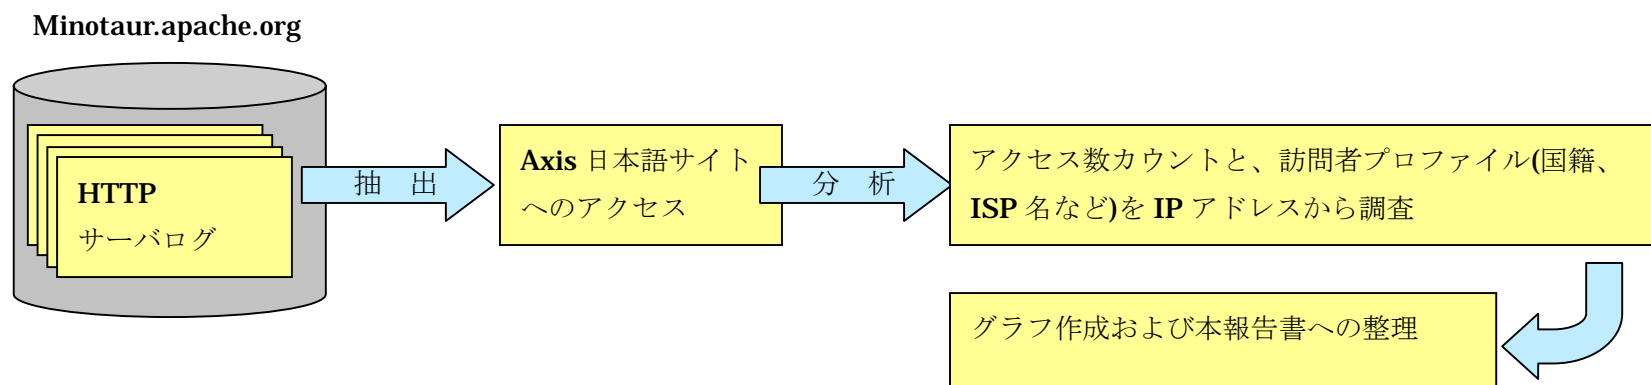 Minotaur.apache.org
HTTP
サーバログ
抽 出
Axis 日本語サイト
へのアクセス
分 析
アクセス数カウントと、訪問者プロファイル(国籍、
ISP 名など)を IP アドレスから調査
グラフ作成および本報告書への整理